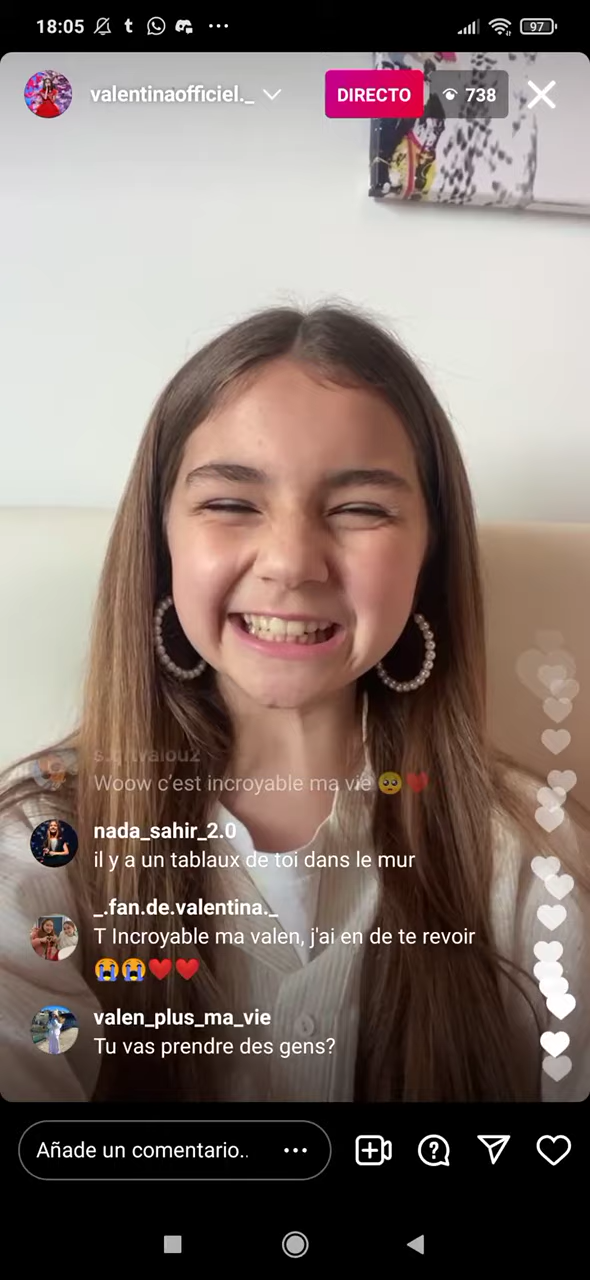 18:05
97
valentinaofficiel._
DIRECTO
738
Woow c'est incroyable ma vie 🥺❤️
nada_sahir_2.0
il y a un tablaux de toi dans le mur
_.fan.de.valentina._
T Incroyable ma valen, j'ai en de te revoir
😭😭❤️❤️
valen_plus_ma_vie
Tu vas prendre des gens?
Añade un comentario..